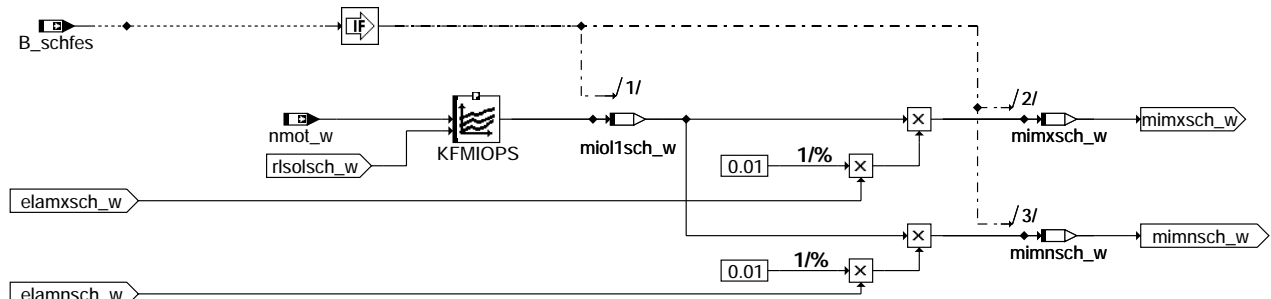 IF
B_schfes
/1/
/2/
nmot_w
KFMIOPS
miol1sch_w
mimxsch_w
mimxsch_w
rlsolsch_w
0.01
1/%
elamxsch_w
/3/
mimnsch_w
mimnsch_w
0.01
1/%
elamnsch_w